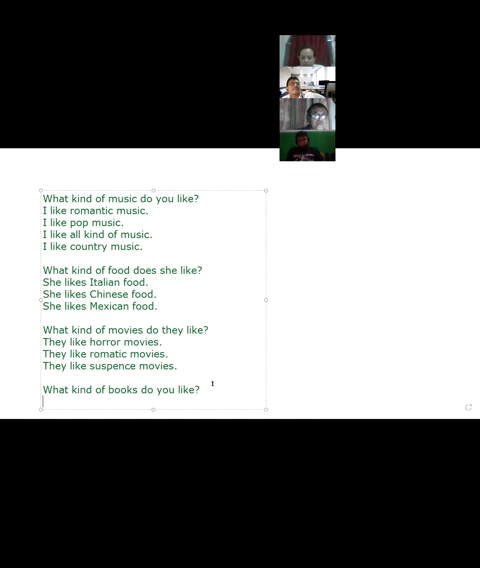 What kind of music do you like?
I like romantic music.
I like pop music.
I like all kind of music.
I like country music.
What kind of food does she like?
She likes Italian food.
She likes Chinese food.
She likes Mexican food.
What kind of movies do they like?
They like horror movies.
They like romatic movies.
They like suspence movies.
What kind of books do you like?